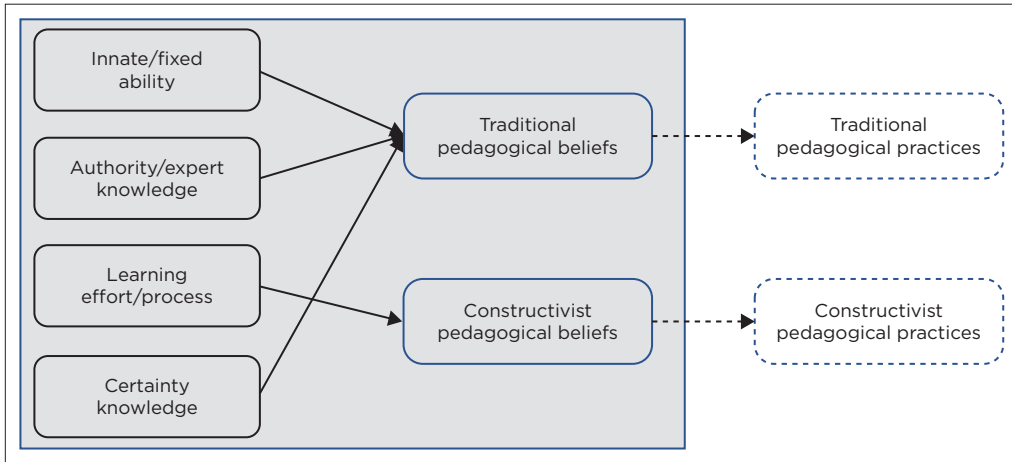 Innate/fixed
ability
Authority/expert
knowledge
Learning
effort/process
Certainty
knowledge
Traditional
pedagogical beliefs
Constructivist
pedagogical beliefs
Traditional
pedagogical practices
Constructivist
pedagogical practices